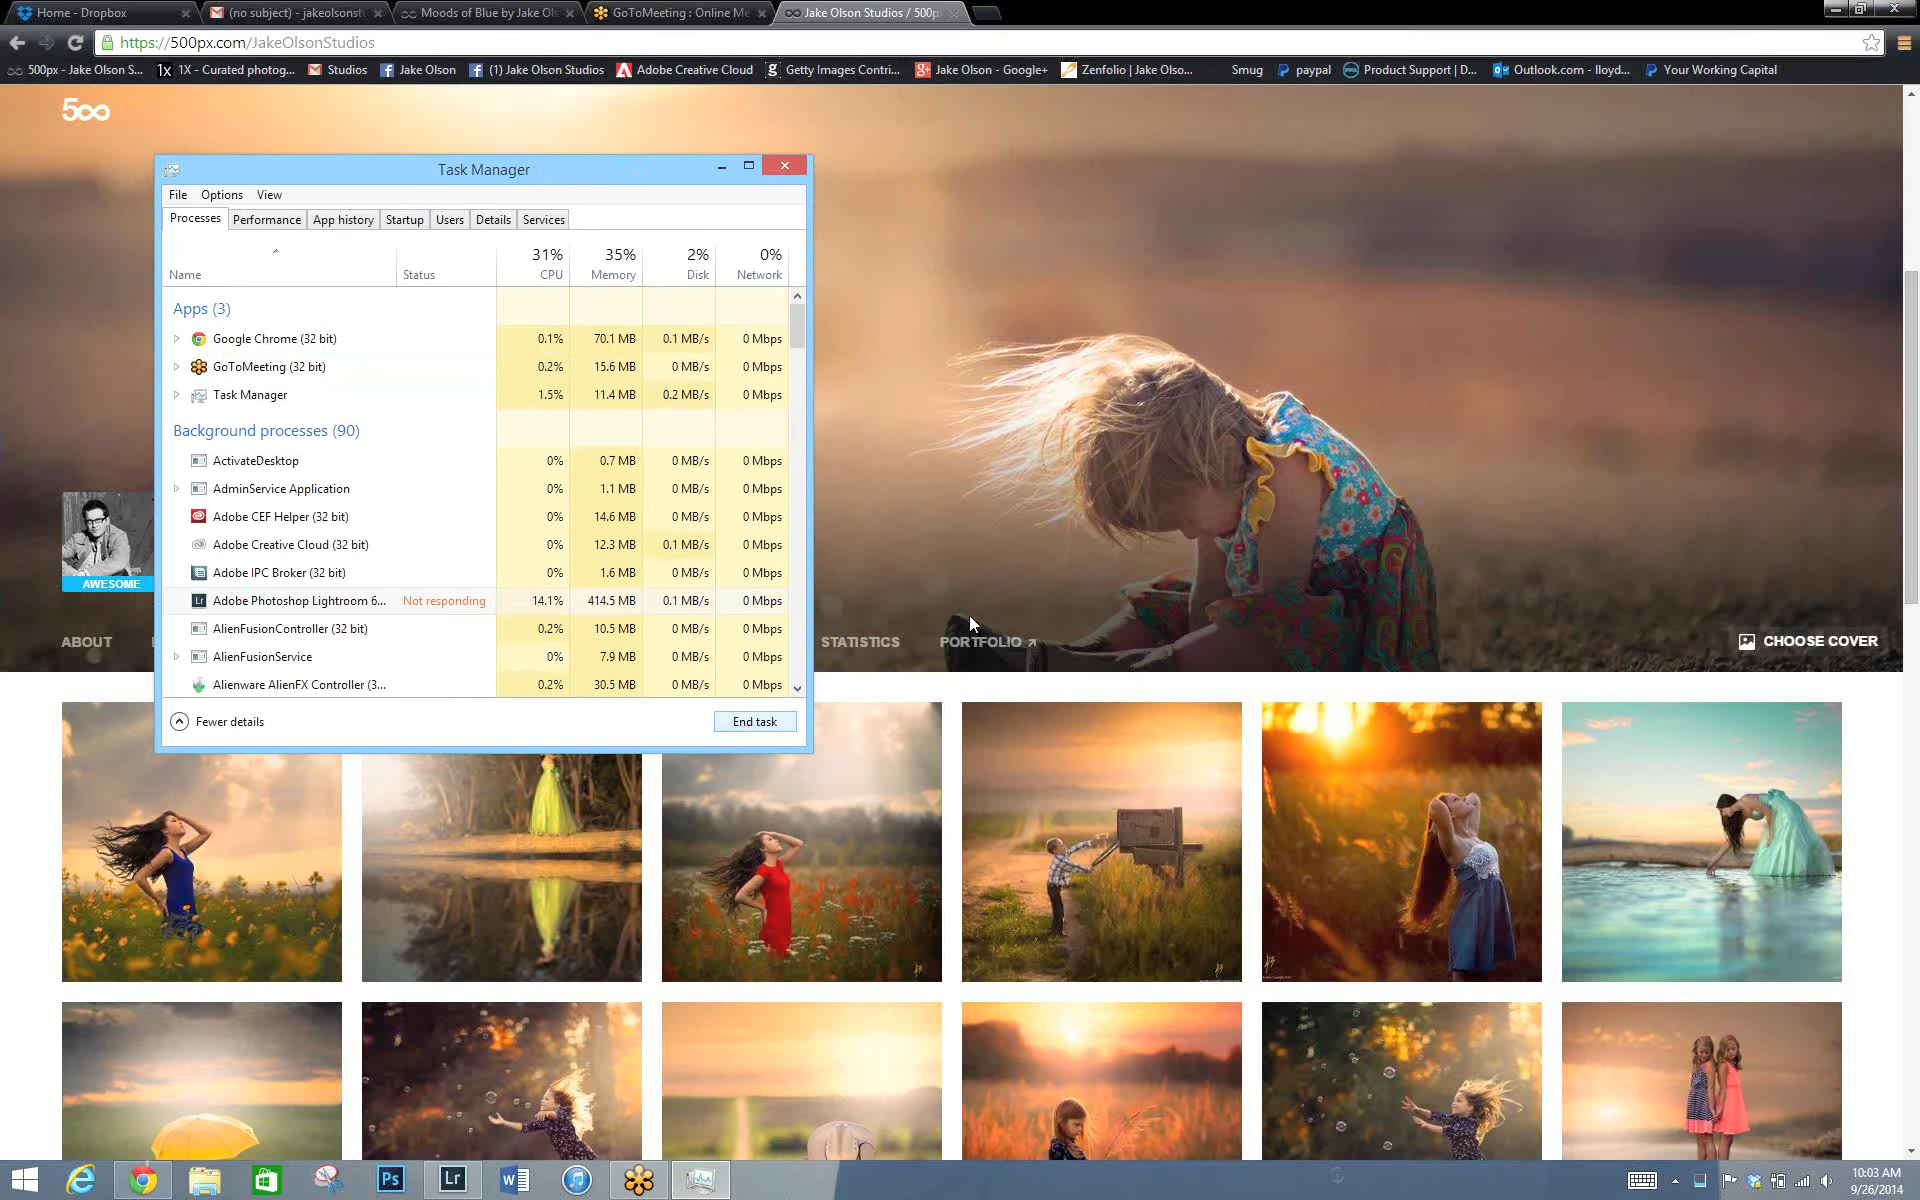 Home - Dropbox
(no subject) - jakeolsonst
Moods of Blue by Jake Ol
GoToMeeting : Online Me
Jake Olson Studios / 500p
https://500px.com/JakeOlsonStudios
500px - Jake Olson S...
1X - Curated photog...
Studios
Jake Olson
(1) Jake Olson Studios
Adobe Creative Cloud
Getty Images Contri...
Jake Olson - Google+
Zenfolio | Jake Olso...
Smug
paypal
Product Support | D...
Outlook.com - lloyd...
Your Working Capital
Task Manager
File Options View
Processes Performance App history Startup Users Details Services
31% 35% 2% 0%
Name Status CPU Memory Disk Network
Apps (3)
Google Chrome (32 bit) 0.1% 70.1 MB 0.1 MB/s 0 Mbps
GoToMeeting (32 bit) 0.2% 15.6 MB 0 MB/s 0 Mbps
Task Manager 1.5% 11.4 MB 0.2 MB/s 0 Mbps
Background processes (90)
ActivateDesktop 0% 0.7 MB 0 MB/s 0 Mbps
AdminService Application 0% 1.1 MB 0 MB/s 0 Mbps
Adobe CEF Helper (32 bit) 0% 14.6 MB 0 MB/s 0 Mbps
Adobe Creative Cloud (32 bit) 0% 12.3 MB 0.1 MB/s 0 Mbps
Adobe IPC Broker (32 bit) 0% 1.6 MB 0 MB/s 0 Mbps
Adobe Photoshop Lightroom 6... Not responding 14.1% 414.5 MB 0.1 MB/s 0 Mbps
AlienFusionController (32 bit) 0.2% 10.5 MB 0 MB/s 0 Mbps
AlienFusionService 0% 7.9 MB 0 MB/s 0 Mbps
Alienware AlienFX Controller (3... 0.2% 30.5 MB 0 MB/s 0 Mbps
Fewer details
End task
AWESOME
ABOUT
STATISTICS
PORTFOLIO
CHOOSE COVER
Ps
Lr
10:03 AM
9/26/2014